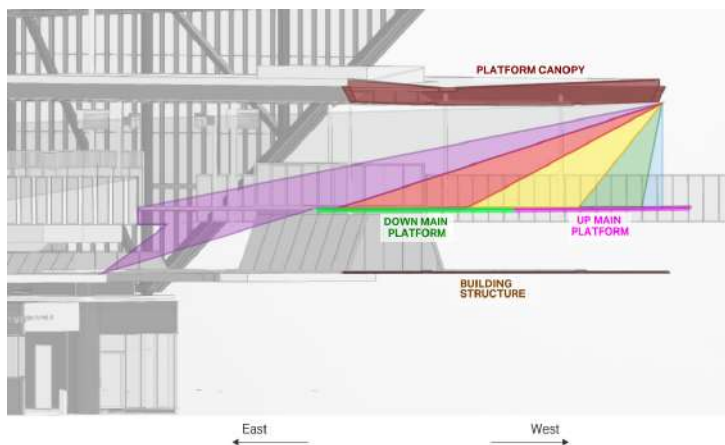 PLATFORM CANOPY
DOWN MAIN
PLATFORM
UP MAIN
PLATFORM
BUILDING
STRUCTURE
East
West